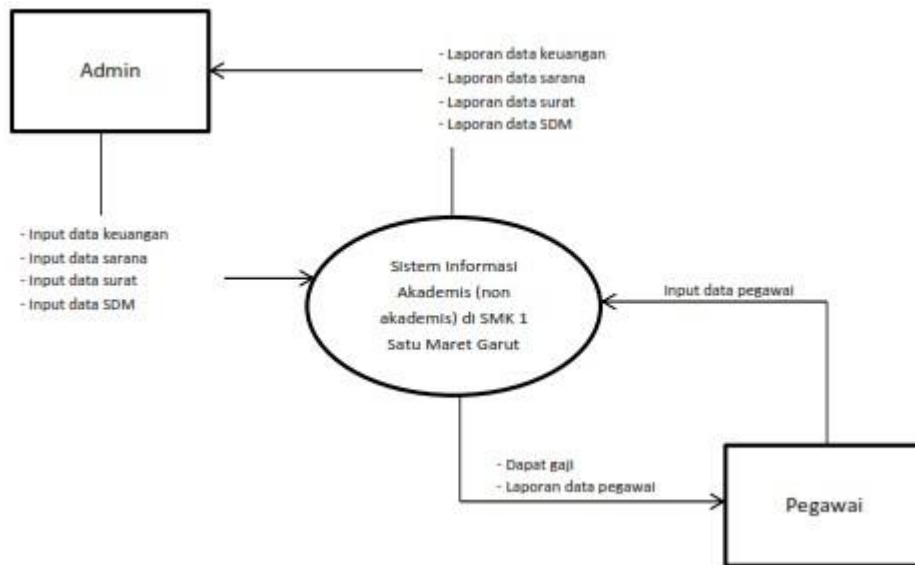 Admin
- Laporan data keuangan
- Laporan data sarana
- Laporan data surat
- Laporan data SDM
- Input data keuangan
- Input data sarana
- Input data surat
- Input data SDM
Sistem Informasi
Akademis (non
akademis) di SMK 1
Satu Maret Garut
Input data pegawai
- Dapat gaji
- Laporan data pegawai
Pegawai